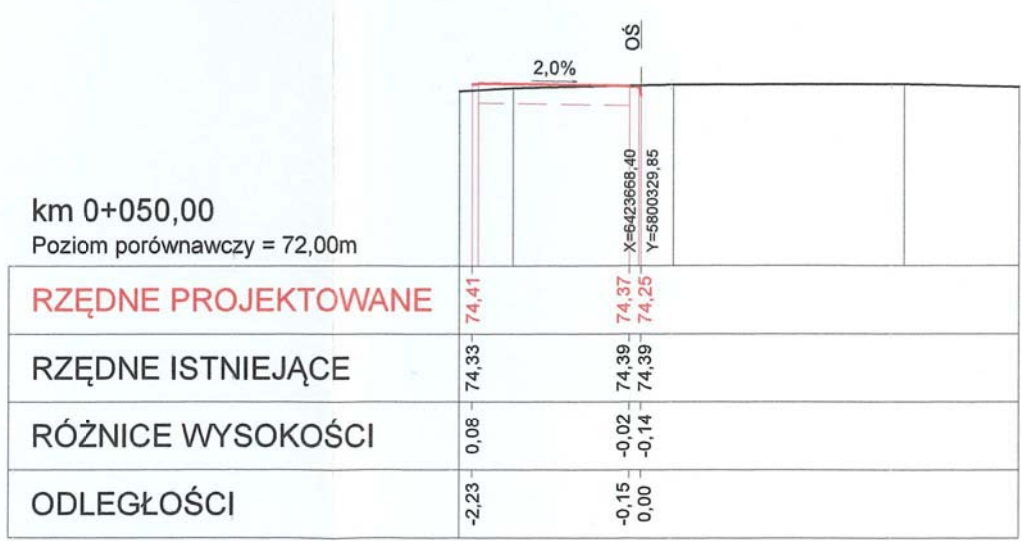 OŚ
2,0%
X=6423668,40
Y=5800329,85
km 0+050,00
Poziom porównawczy = 72,00m
RZĘDNE PROJEKTOWANE 74,41 74,37 74,25
RZĘDNE ISTNIEJĄCE 74,33 74,39 74,39
RÓŻNICE WYSOKOŚCI 0,08 -0,02 -0,14
ODLEGŁOŚCI -2,23 -0,15 0,00